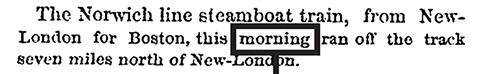 The Norwich line steamboat train, from New-
London for Boston, this morning ran off the track
seven miles north of New-London.